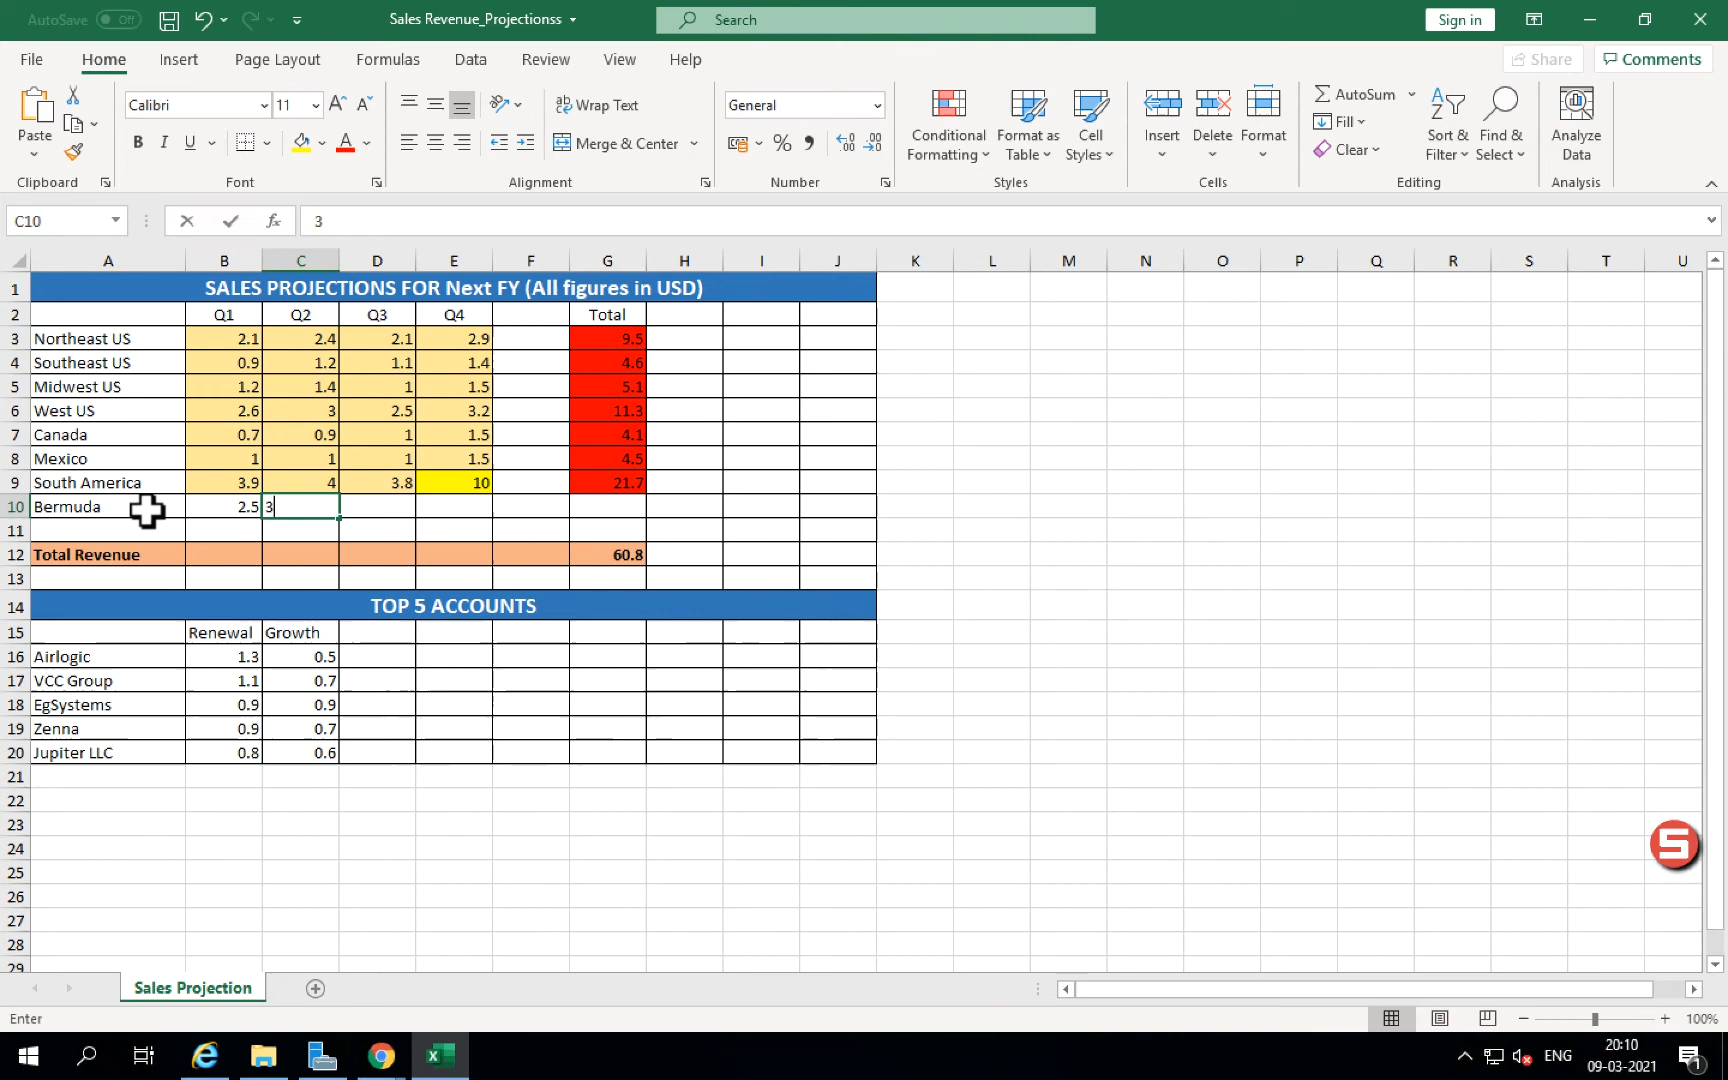 AutoSave Off Sales Revenue_Projectionss Search Sign in
File Home Insert Page Layout Formulas Data Review View Help Share Comments
Paste Calibri 11 A A Wrap Text General AutoSum
B I U A Merge & Center % Conditional Formatting Format as Table Cell Styles Insert Delete Format Fill Clear Sort & Filter Find & Select Analyze Data
Clipboard Font Alignment Number Styles Cells Editing Analysis
C10 fx 3
A B C D E F G H I J K L M N O P Q R S T U
1 SALES PROJECTIONS FOR Next FY (All figures in USD)
2 Q1 Q2 Q3 Q4 Total
3 Northeast US 2.1 2.4 2.1 2.9 9.5
4 Southeast US 0.9 1.2 1.1 1.4 4.6
5 Midwest US 1.2 1.4 1 1.5 5.1
6 West US 2.6 3 2.5 3.2 11.3
7 Canada 0.7 0.9 1 1.5 4.1
8 Mexico 1 1 1 1.5 4.5
9 South America 3.9 4 3.8 10 21.7
10 Bermuda 2.5 3
11
12 Total Revenue 60.8
13
14 TOP 5 ACCOUNTS
15 Renewal Growth
16 Airlogic 1.3 0.5
17 VCC Group 1.1 0.7
18 EgSystems 0.9 0.9
19 Zenna 0.9 0.7
20 Jupiter LLC 0.8 0.6
21
22
23
24
25
26
27
28
29
Sales Projection
Enter 100%
ENG 20:10
09-03-2021 1